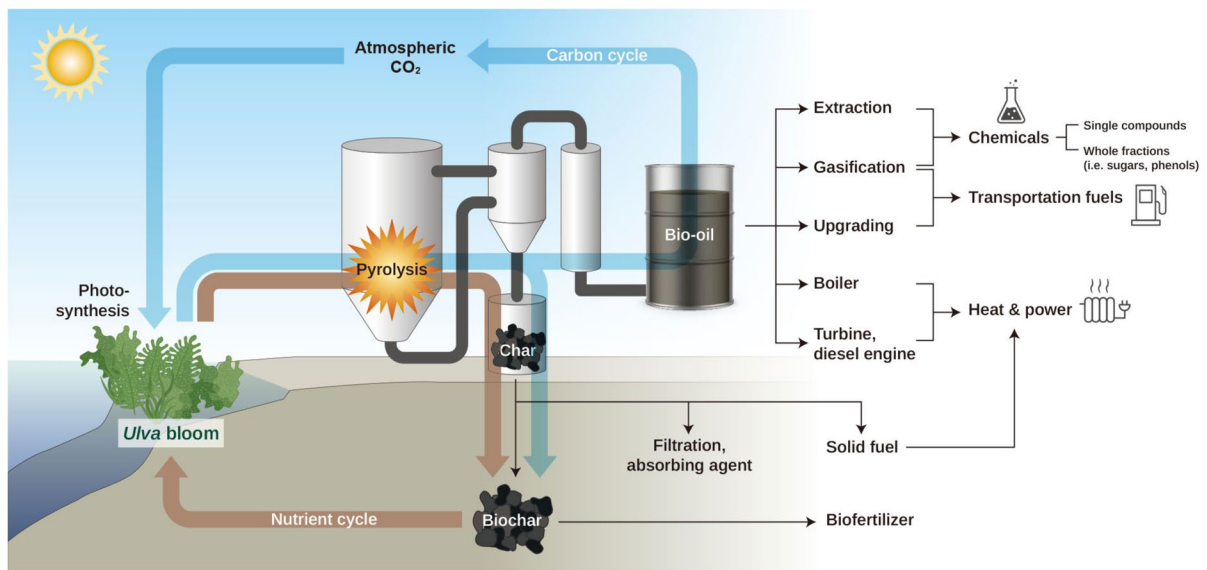 Atmospheric
CO₂
Carbon cycle
Extraction
Chemicals
Single compounds
Whole fractions
(i.e. sugars, phenols)
Gasification
Transportation fuels
Upgrading
Bio-oil
Pyrolysis
Photo-
synthesis
Boiler
Heat & power
Turbine,
diesel engine
Char
Ulva bloom
Filtration,
absorbing agent
Solid fuel
Nutrient cycle
Biochar
Biofertilizer